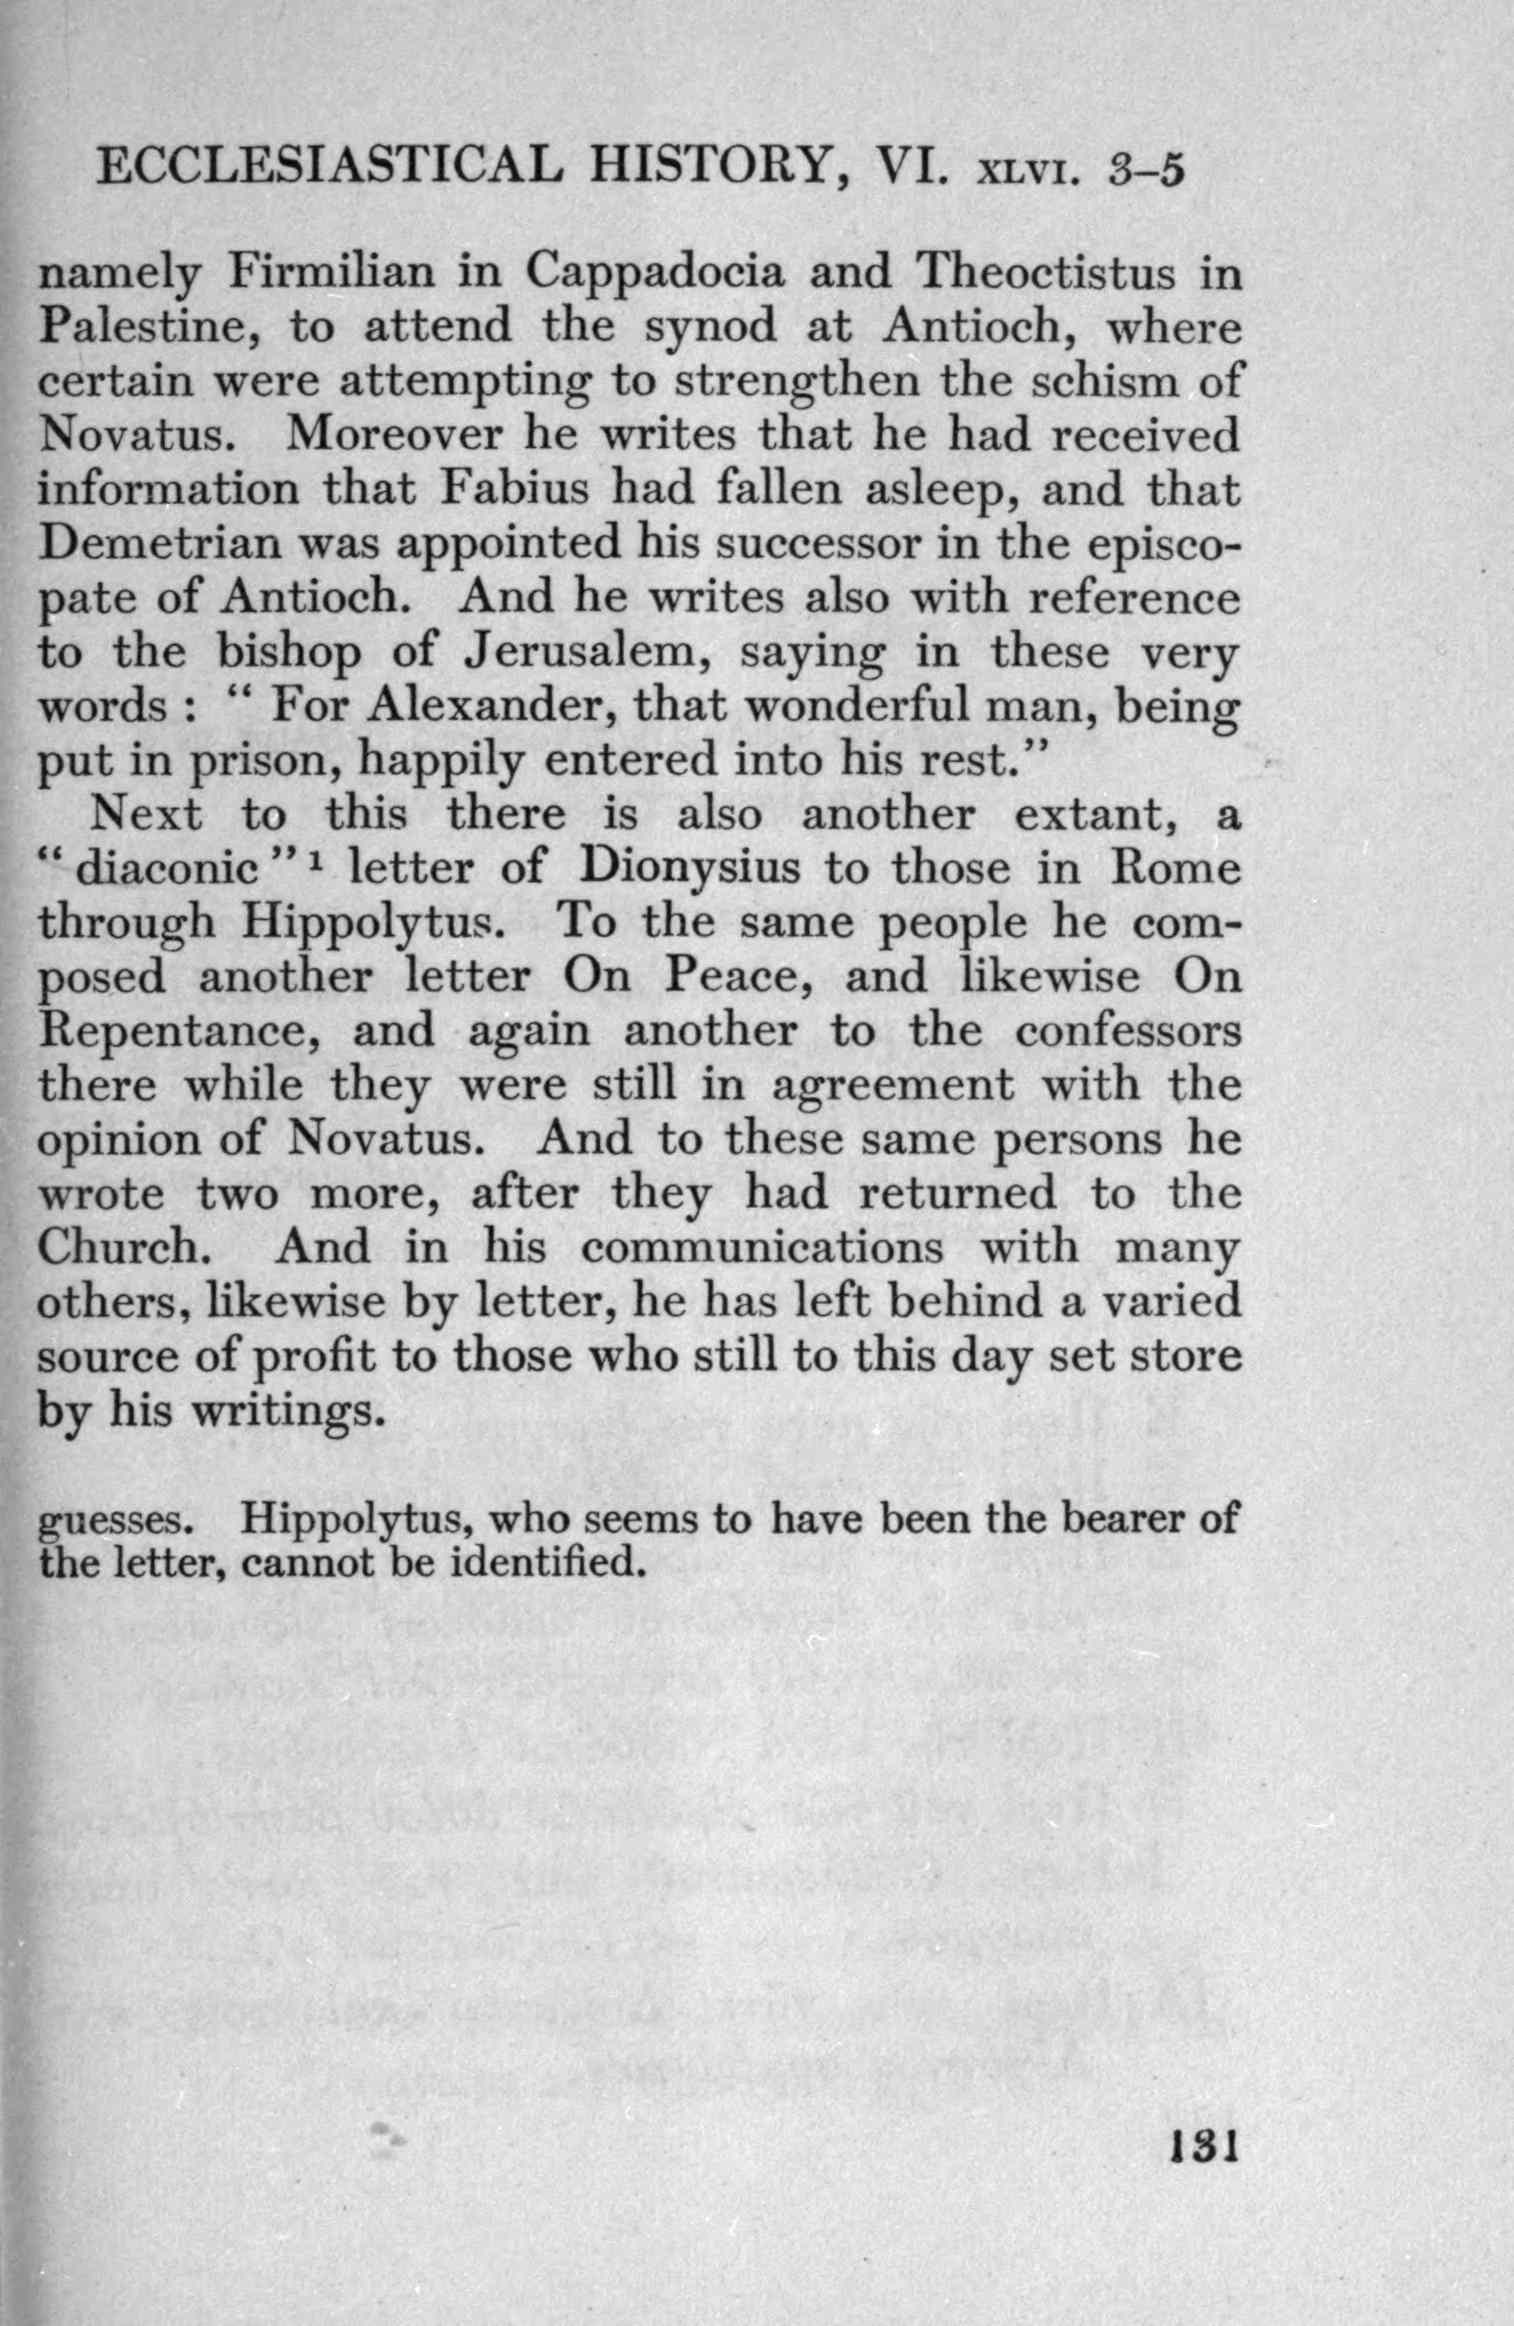 ECCLESIASTICAL HISTORY, VI. XLVI. 3–5
namely Firmilian in Cappadocia and Theoctistus in
Palestine, to attend the synod at Antioch, where
certain were attempting to strengthen the schism of
Novatus. Moreover he writes that he had received
information that Fabius had fallen asleep, and that
Demetrian was appointed his successor in the episco-
pate of Antioch. And he writes also with reference
to the bishop of Jerusalem, saying in these very
words : “ For Alexander, that wonderful man, being
put in prison, happily entered into his rest.”
Next to this there is also another extant, a
“ diaconic ” ¹ letter of Dionysius to those in Rome
through Hippolytus. To the same people he com-
posed another letter On Peace, and likewise On
Repentance, and again another to the confessors
there while they were still in agreement with the
opinion of Novatus. And to these same persons he
wrote two more, after they had returned to the
Church. And in his communications with many
others, likewise by letter, he has left behind a varied
source of profit to those who still to this day set store
by his writings.
guesses. Hippolytus, who seems to have been the bearer of
the letter, cannot be identified.
131